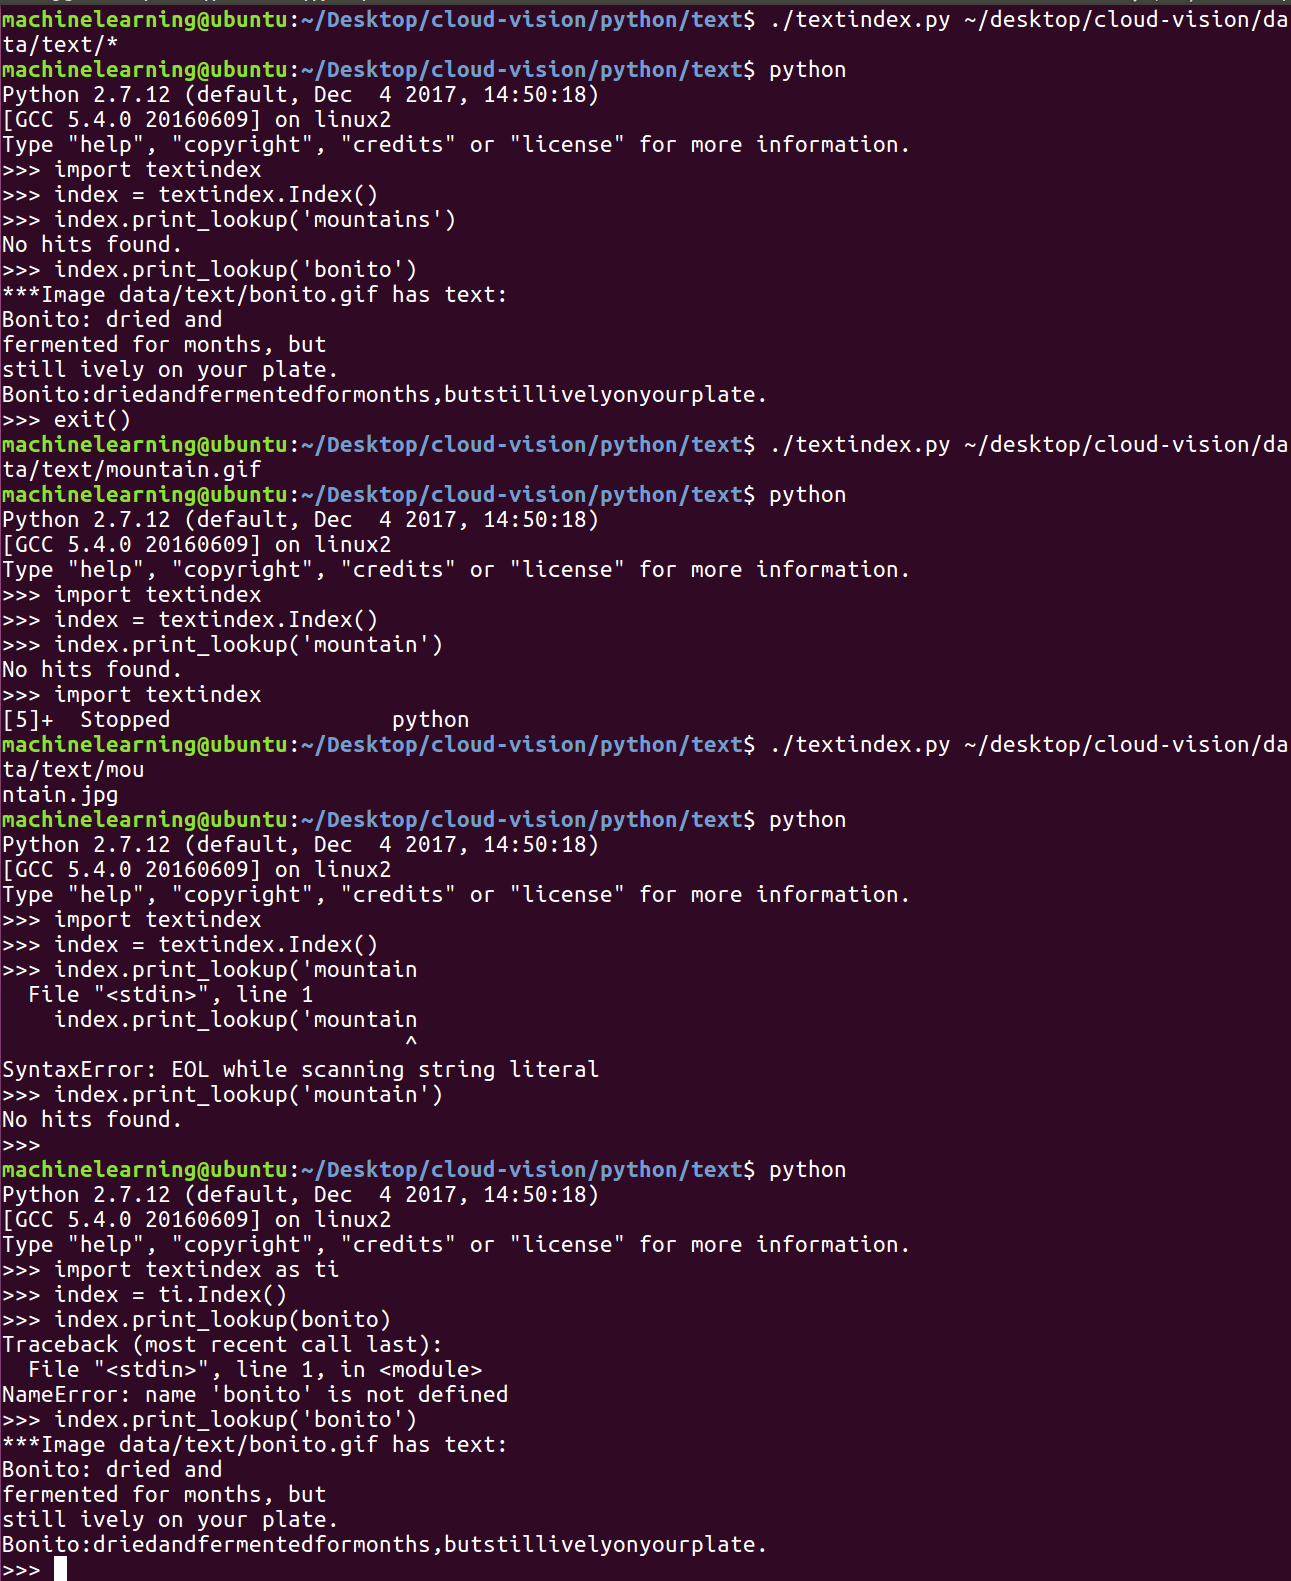 machinelearning@ubuntu:~/Desktop/cloud-vision/python/text$ ./textindex.py ~/desktop/cloud-vision/da
ta/text/*
machinelearning@ubuntu:~/Desktop/cloud-vision/python/text$ python
Python 2.7.12 (default, Dec  4 2017, 14:50:18)
[GCC 5.4.0 20160609] on linux2
Type "help", "copyright", "credits" or "license" for more information.
>>> import textindex
>>> index = textindex.Index()
>>> index.print_lookup('mountains')
No hits found.
>>> index.print_lookup('bonito')
***Image data/text/bonito.gif has text:
Bonito: dried and
fermented for months, but
still ively on your plate.
Bonito:driedandfermentedformonths,butstillivelyonyourplate.
>>> exit()
machinelearning@ubuntu:~/Desktop/cloud-vision/python/text$ ./textindex.py ~/desktop/cloud-vision/da
ta/text/mountain.gif
machinelearning@ubuntu:~/Desktop/cloud-vision/python/text$ python
Python 2.7.12 (default, Dec  4 2017, 14:50:18)
[GCC 5.4.0 20160609] on linux2
Type "help", "copyright", "credits" or "license" for more information.
>>> import textindex
>>> index = textindex.Index()
>>> index.print_lookup('mountain')
No hits found.
>>> import textindex
[5]+  Stopped                 python
machinelearning@ubuntu:~/Desktop/cloud-vision/python/text$ ./textindex.py ~/desktop/cloud-vision/da
ta/text/mou
ntain.jpg
machinelearning@ubuntu:~/Desktop/cloud-vision/python/text$ python
Python 2.7.12 (default, Dec  4 2017, 14:50:18)
[GCC 5.4.0 20160609] on linux2
Type "help", "copyright", "credits" or "license" for more information.
>>> import textindex
>>> index = textindex.Index()
>>> index.print_lookup('mountain
  File "<stdin>", line 1
    index.print_lookup('mountain
                               ^
SyntaxError: EOL while scanning string literal
>>> index.print_lookup('mountain')
No hits found.
>>>
machinelearning@ubuntu:~/Desktop/cloud-vision/python/text$ python
Python 2.7.12 (default, Dec  4 2017, 14:50:18)
[GCC 5.4.0 20160609] on linux2
Type "help", "copyright", "credits" or "license" for more information.
>>> import textindex as ti
>>> index = ti.Index()
>>> index.print_lookup(bonito)
Traceback (most recent call last):
  File "<stdin>", line 1, in <module>
NameError: name 'bonito' is not defined
>>> index.print_lookup('bonito')
***Image data/text/bonito.gif has text:
Bonito: dried and
fermented for months, but
still ively on your plate.
Bonito:driedandfermentedformonths,butstillivelyonyourplate.
>>>